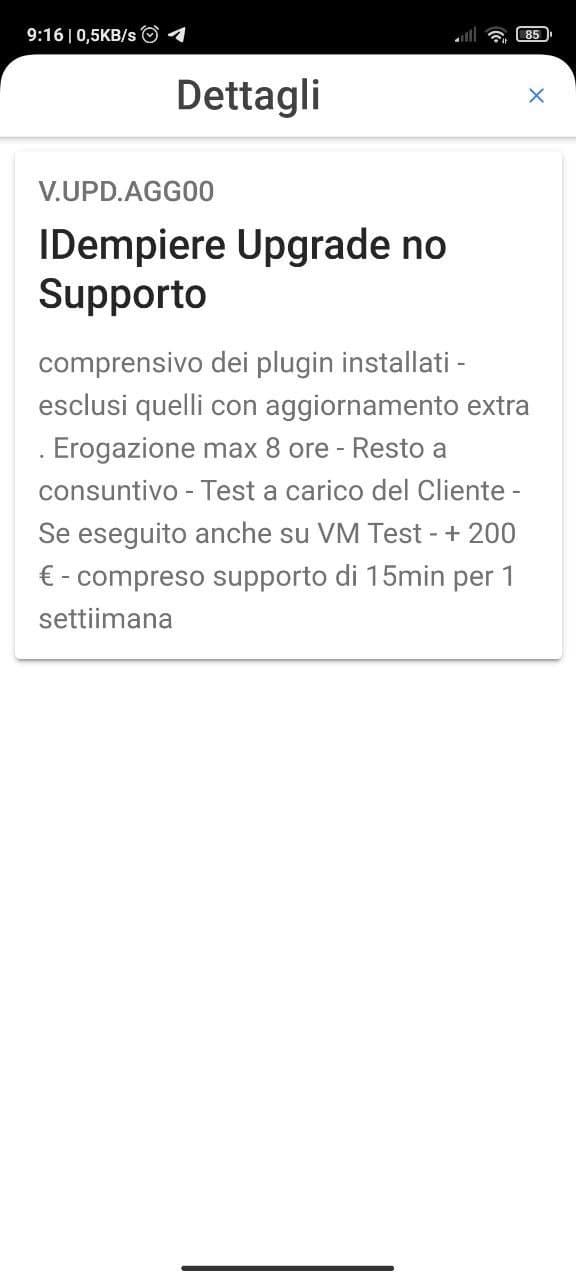 9:16 | 0,5KB/s
85
Dettagli
V.UPD.AGG00
IDempiere Upgrade no
Supporto
comprensivo dei plugin installati -
esclusi quelli con aggiornamento extra
. Erogazione max 8 ore - Resto a
consuntivo - Test a carico del Cliente -
Se eseguito anche su VM Test - + 200
€ - compreso supporto di 15min per 1
settiimana